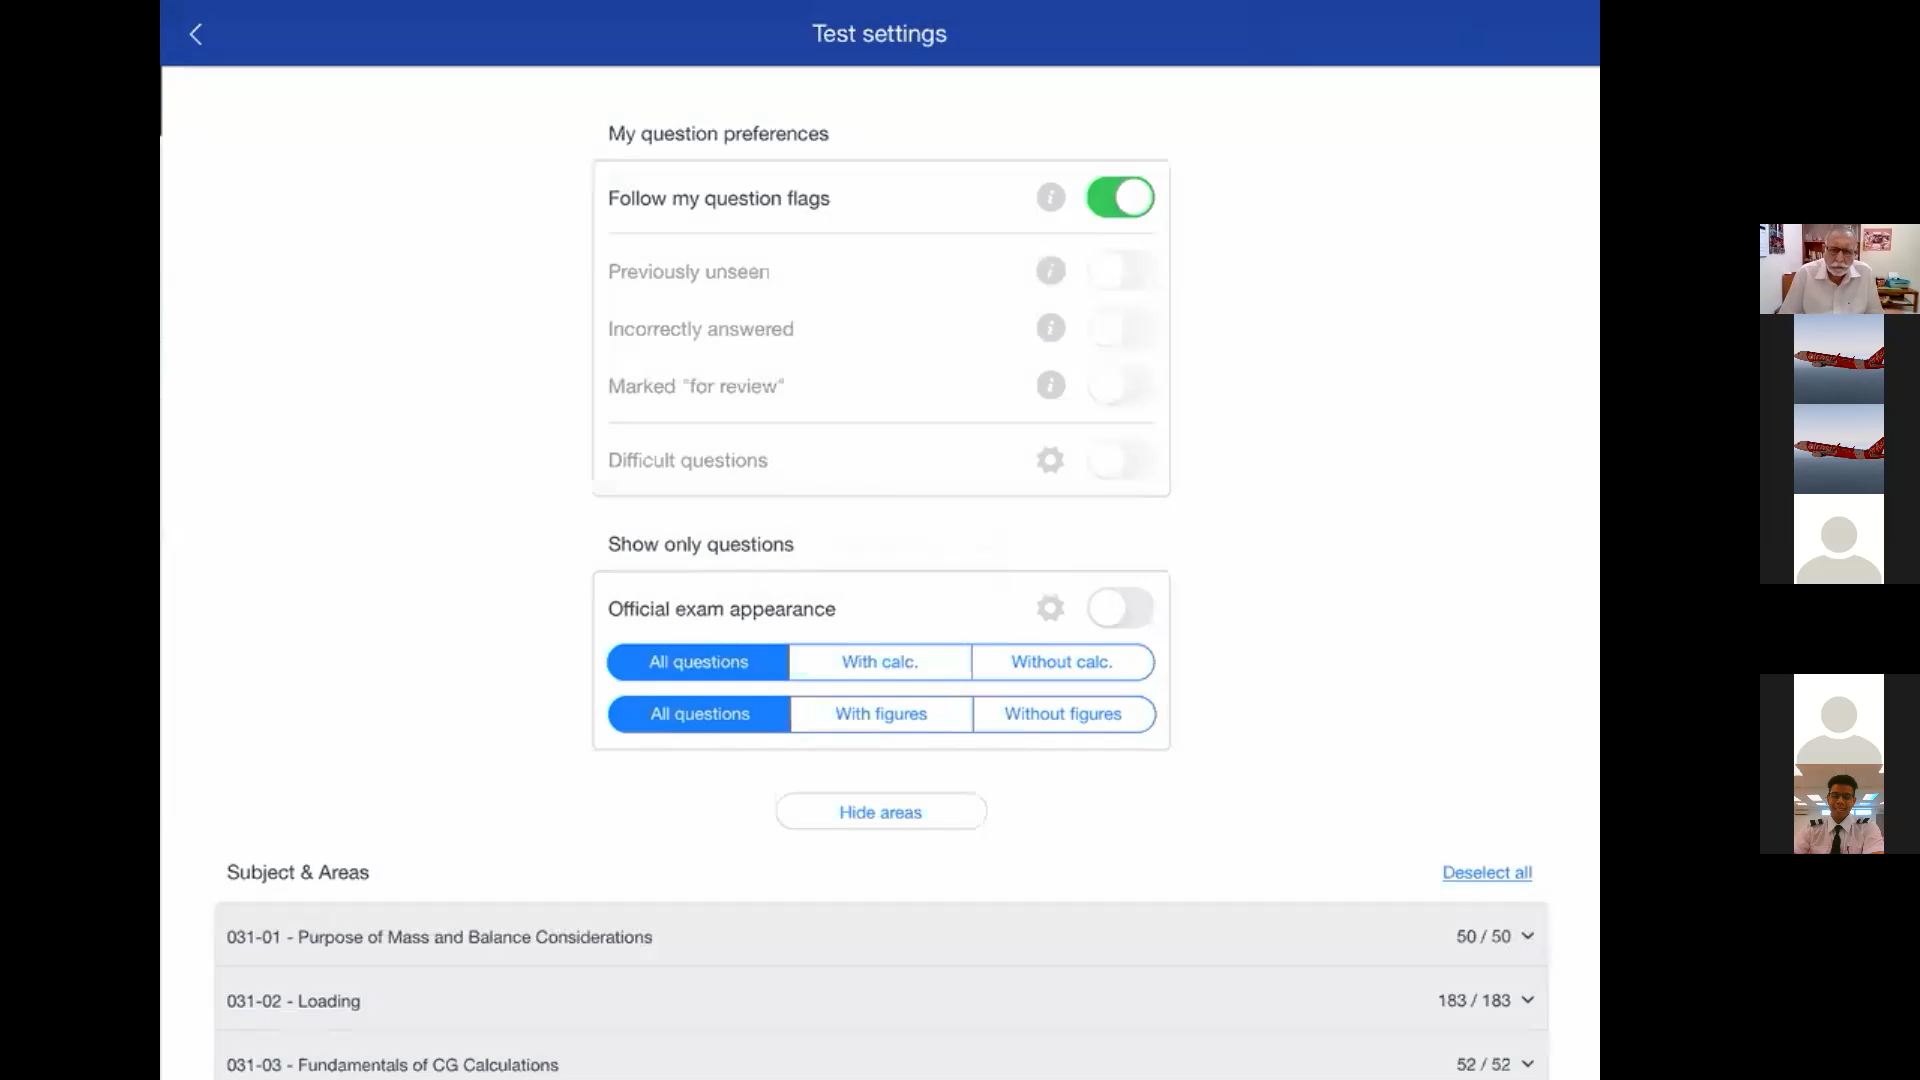 Test settings
My question preferences
Follow my question flags
Previously unseen
Incorrectly answered
Marked "for review"
Difficult questions
Show only questions
Official exam appearance
All questions With calc. Without calc.
All questions With figures Without figures
Hide areas
Subject & Areas Deselect all
031-01 - Purpose of Mass and Balance Considerations 50 / 50
031-02 - Loading 183 / 183
031-03 - Fundamentals of CG Calculations 52 / 52